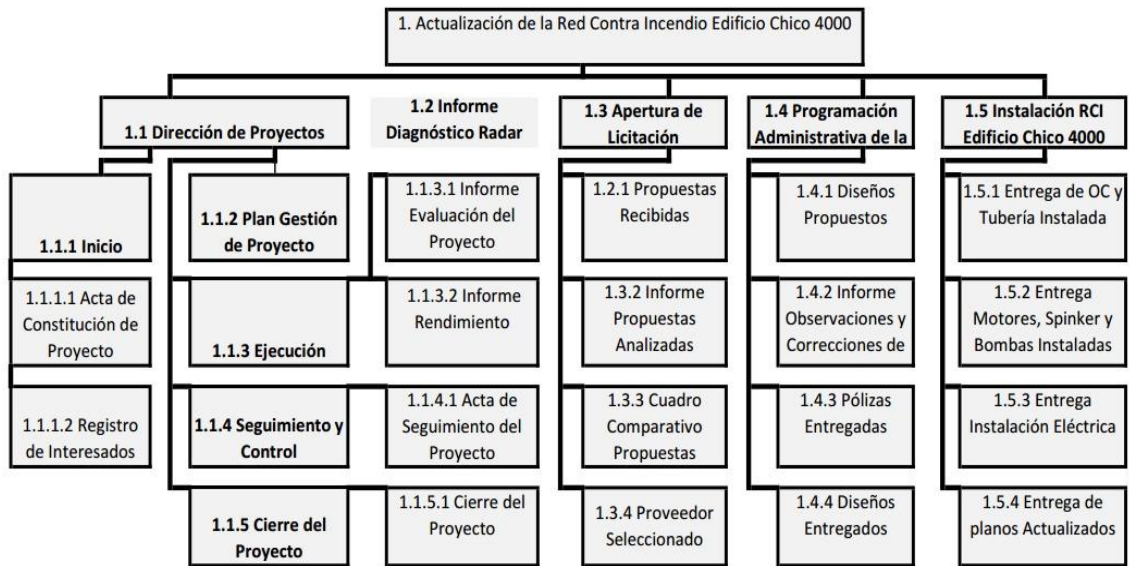 1. Actualización de la Red Contra Incendio Edificio Chico 4000
1.1 Dirección de Proyectos
1.2 Informe
Diagnóstico Radar
1.3 Apertura de
Licitación
1.4 Programación
Administrativa de la
1.5 Instalación RCI
Edificio Chico 4000
1.1.1 Inicio
1.1.2 Plan Gestión
de Proyecto
1.1.3.1 Informe
Evaluación del
Proyecto
1.2.1 Propuestas
Recibidas
1.4.1 Diseños
Propuestos
1.5.1 Entrega de OC y
Tubería Instalada
1.1.1.1 Acta de
Constitución de
Proyecto
1.1.3 Ejecución
1.1.3.2 Informe
Rendimiento
1.3.2 Informe
Propuestas
Analizadas
1.4.2 Informe
Observaciones y
Correcciones de
1.5.2 Entrega
Motores, Spinker y
Bombas Instaladas
1.1.1.2 Registro
de Interesados
1.1.4 Seguimiento y
Control
1.1.4.1 Acta de
Seguimiento del
Proyecto
1.3.3 Cuadro
Comparativo
Propuestas
1.4.3 Pólizas
Entregadas
1.5.3 Entrega
Instalación Eléctrica
1.1.5 Cierre del
Proyecto
1.1.5.1 Cierre del
Proyecto
1.3.4 Proveedor
Seleccionado
1.4.4 Diseños
Entregados
1.5.4 Entrega de
planos Actualizados